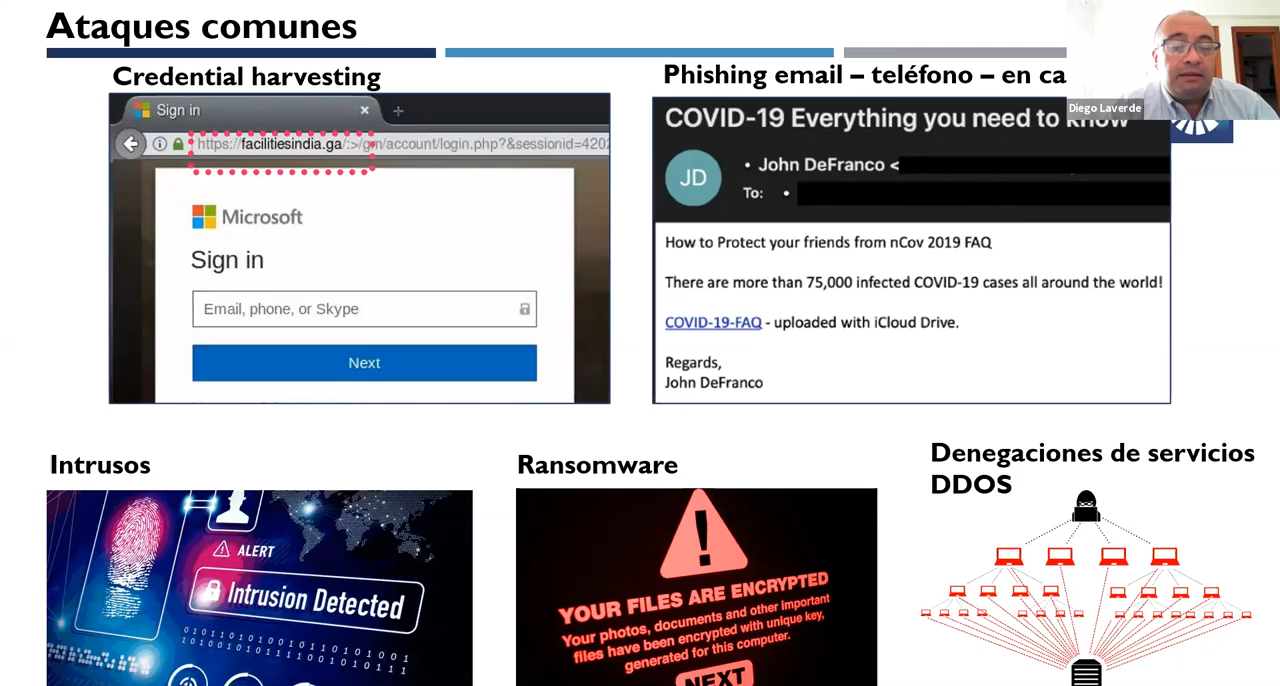 Ataques comunes
Credential harvesting
Phishing email – teléfono – en ca
Diego Laverde
Sign in
https://facilitiesindia.ga/:>/gm/account/login.php?&sessionid=4202
Microsoft
Sign in
Email, phone, or Skype
Next
COVID-19 Everything you need to know
JD
• John DeFranco <
To: •
How to Protect your friends from nCov 2019 FAQ
There are more than 75,000 infected COVID-19 cases all around the world!
COVID-19-FAQ - uploaded with iCloud Drive.
Regards,
John DeFranco
Intrusos
Ransomware
Denegaciones de servicios
DDOS
ALERT
Intrusion Detected
YOUR FILES ARE ENCRYPTED
Your photos, documents and other important
files have been encrypted with unique key,
generated for this computer.
NEXT